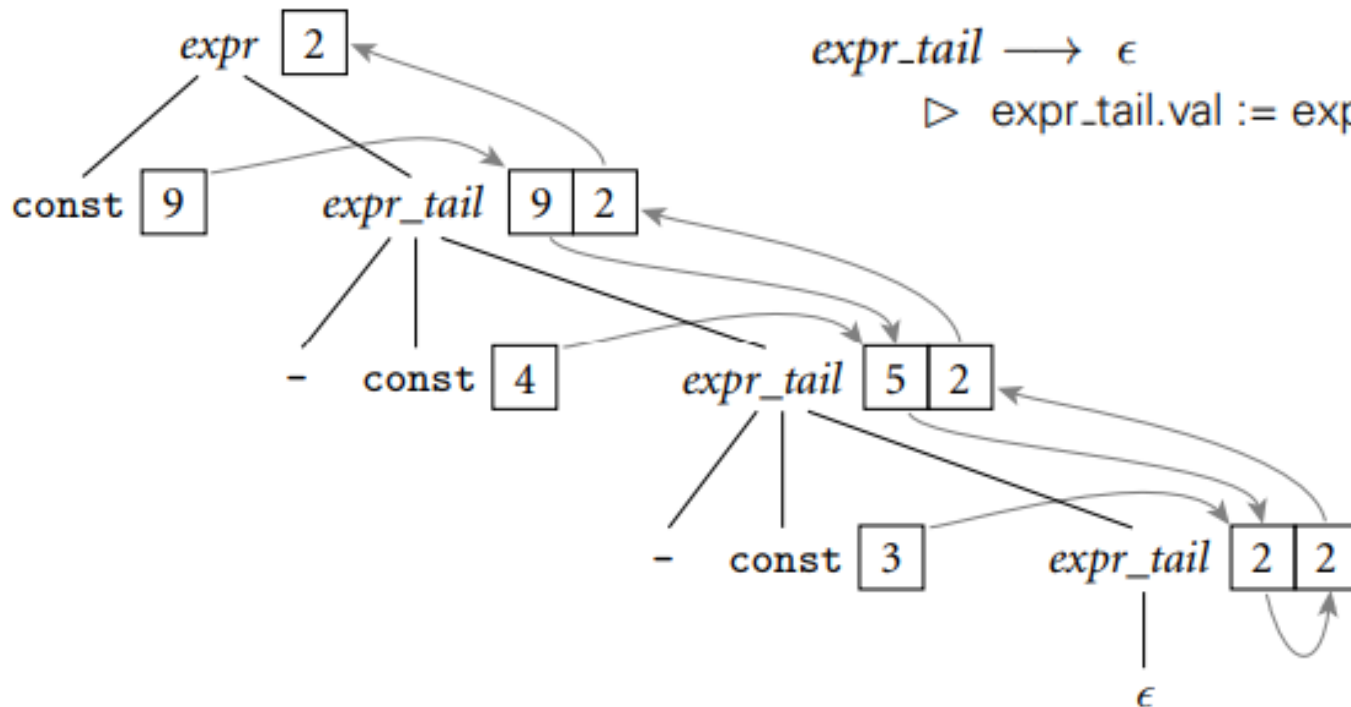 expr 2
expr_tail ⟶ ϵ
▷ expr_tail.val := exp
const 9 expr_tail 9 2
- const 4 expr_tail 5 2
- const 3 expr_tail 2 2
ϵ